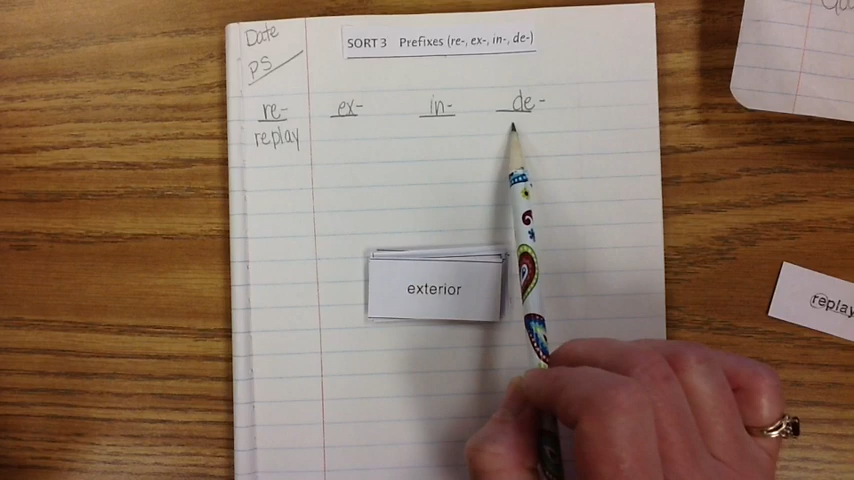 Date
PS
SORT 3 Prefixes (re-, ex-, in-, de-)
re- ex- in- de-
replay
exterior
replay